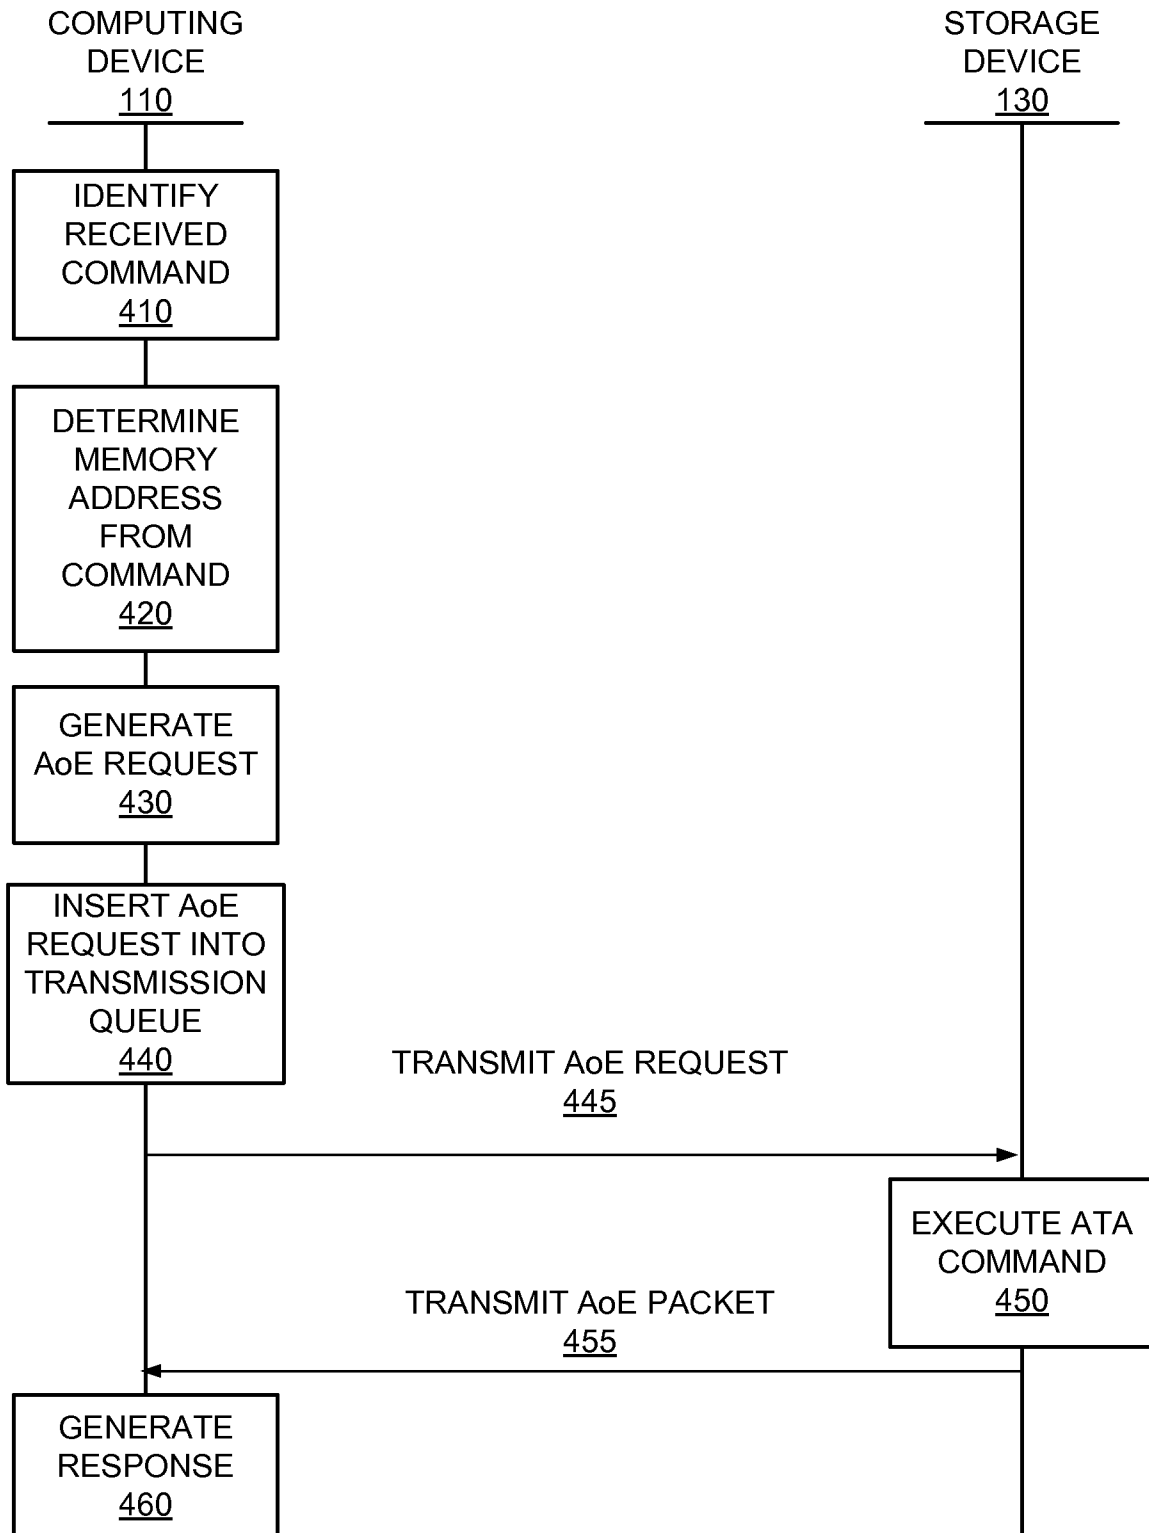 COMPUTING
DEVICE
110
STORAGE
DEVICE
130
IDENTIFY
RECEIVED
COMMAND
410
DETERMINE
MEMORY
ADDRESS
FROM
COMMAND
420
GENERATE
AoE REQUEST
430
INSERT AoE
REQUEST INTO
TRANSMISSION
QUEUE
440
TRANSMIT AoE REQUEST
445
EXECUTE ATA
COMMAND
450
TRANSMIT AoE PACKET
455
GENERATE
RESPONSE
460